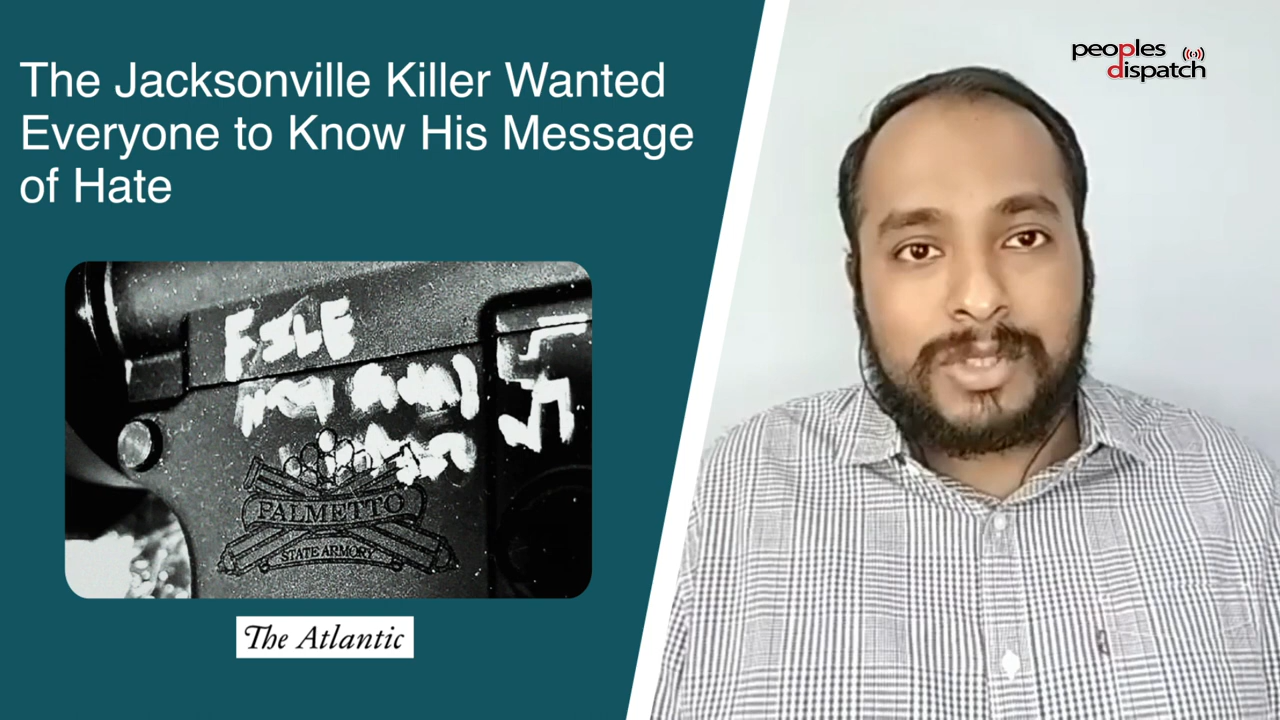 The Jacksonville Killer Wanted
Everyone to Know His Message
of Hate
PALMETTO
STATE ARMORY
The Atlantic
peoples
dispatch